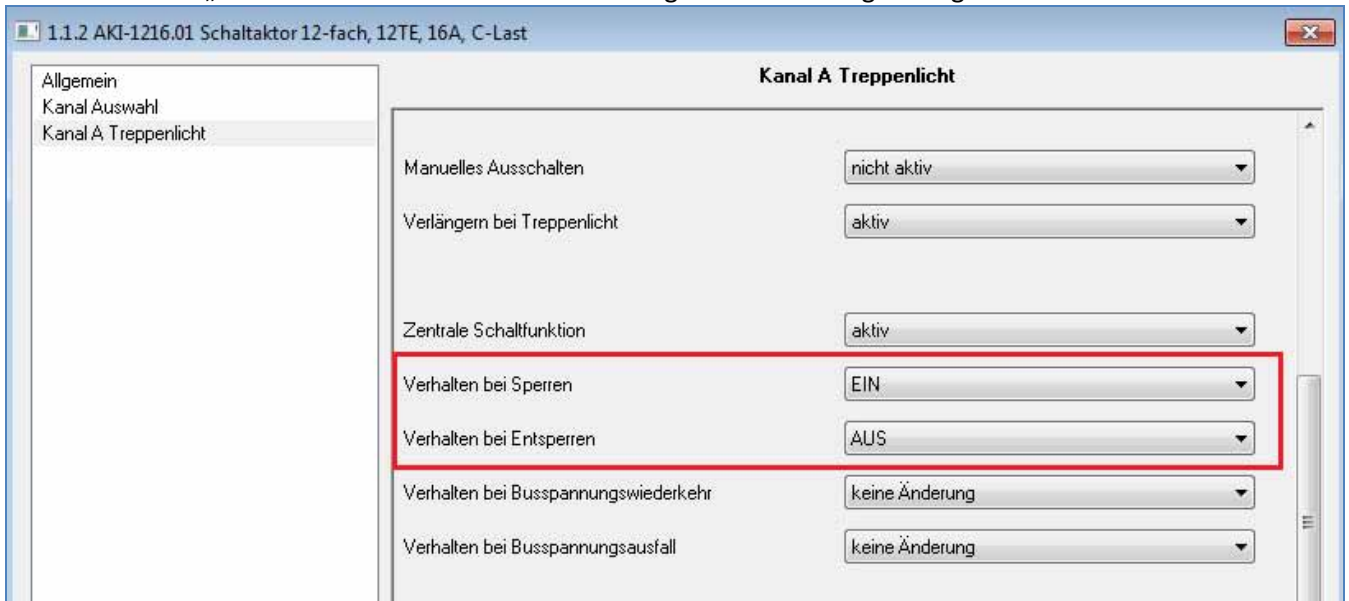 1.1.2 AKI-1216.01 Schaltaktor 12-fach, 12TE, 16A, C-Last
Allgemein
Kanal Auswahl
Kanal A Treppenlicht
Kanal A Treppenlicht
Manuelles Ausschalten nicht aktiv
Verlängern bei Treppenlicht aktiv
Zentrale Schaltfunktion aktiv
Verhalten bei Sperren EIN
Verhalten bei Entsperren AUS
Verhalten bei Busspannungswiederkehr keine Änderung
Verhalten bei Busspannungsausfall keine Änderung